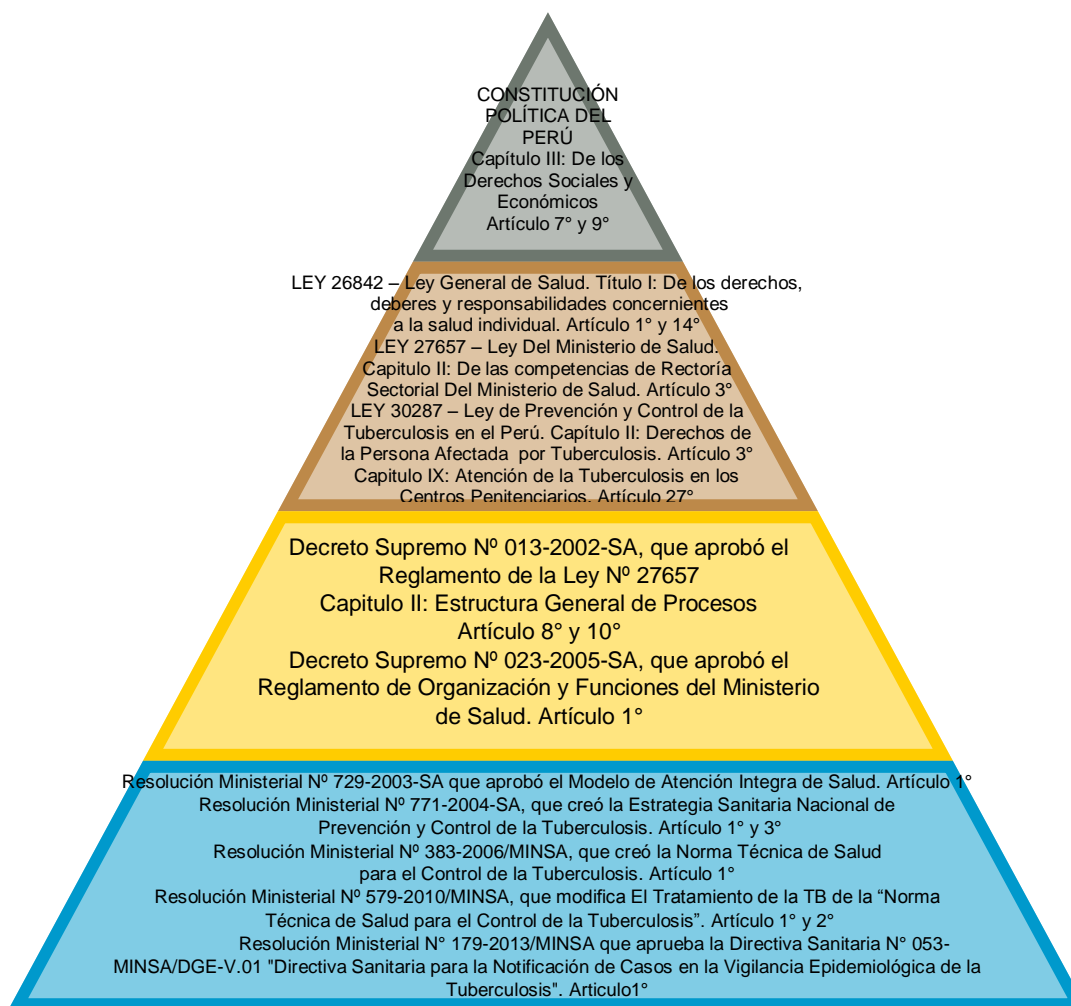 CONSTITUCIÓN
POLÍTICA DEL
PERÚ
Capítulo III: De los
Derechos Sociales y
Económicos
Artículo 7° y 9°
LEY 26842 – Ley General de Salud. Título I: De los derechos,
deberes y responsabilidades concernientes
a la salud individual. Artículo 1° y 14°
LEY 27657 – Ley Del Ministerio de Salud.
Capitulo II: De las competencias de Rectoría
Sectorial Del Ministerio de Salud. Artículo 3°
LEY 30287 – Ley de Prevención y Control de la
Tuberculosis en el Perú. Capítulo II: Derechos de
la Persona Afectada por Tuberculosis. Artículo 3°
Capitulo IX: Atención de la Tuberculosis en los
Centros Penitenciarios. Artículo 27°
Decreto Supremo Nº 013-2002-SA, que aprobó el
Reglamento de la Ley Nº 27657
Capitulo II: Estructura General de Procesos
Artículo 8° y 10°
Decreto Supremo Nº 023-2005-SA, que aprobó el
Reglamento de Organización y Funciones del Ministerio
de Salud. Artículo 1°
Resolución Ministerial Nº 729-2003-SA que aprobó el Modelo de Atención Integra de Salud. Artículo 1°
Resolución Ministerial Nº 771-2004-SA, que creó la Estrategia Sanitaria Nacional de
Prevención y Control de la Tuberculosis. Artículo 1° y 3°
Resolución Ministerial Nº 383-2006/MINSA, que creó la Norma Técnica de Salud
para el Control de la Tuberculosis. Artículo 1°
Resolución Ministerial Nº 579-2010/MINSA, que modifica El Tratamiento de la TB de la “Norma
Técnica de Salud para el Control de la Tuberculosis”. Artículo 1° y 2°
Resolución Ministerial N° 179-2013/MINSA que aprueba la Directiva Sanitaria N° 053-
MINSA/DGE-V.01 "Directiva Sanitaria para la Notificación de Casos en la Vigilancia Epidemiológica de la
Tuberculosis". Articulo1°